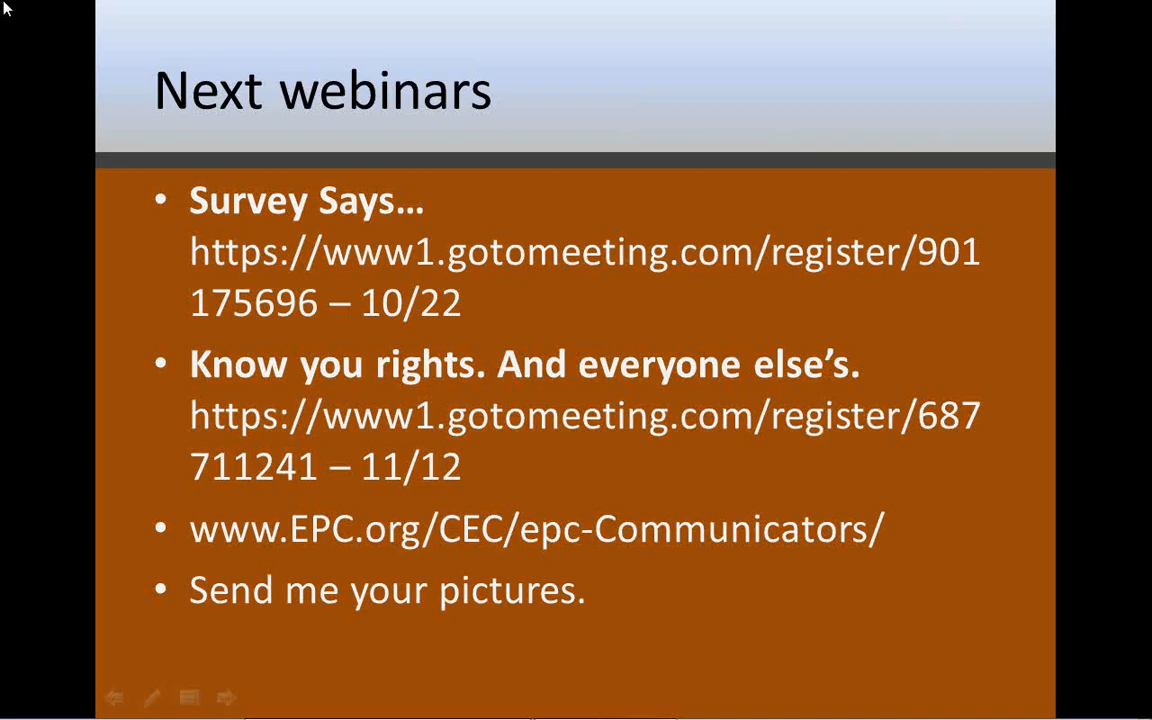 Next webinars
• Survey Says…
https://www1.gotomeeting.com/register/901
175696 – 10/22
• Know you rights. And everyone else’s.
https://www1.gotomeeting.com/register/687
711241 – 11/12
• www.EPC.org/CEC/epc-Communicators/
• Send me your pictures.